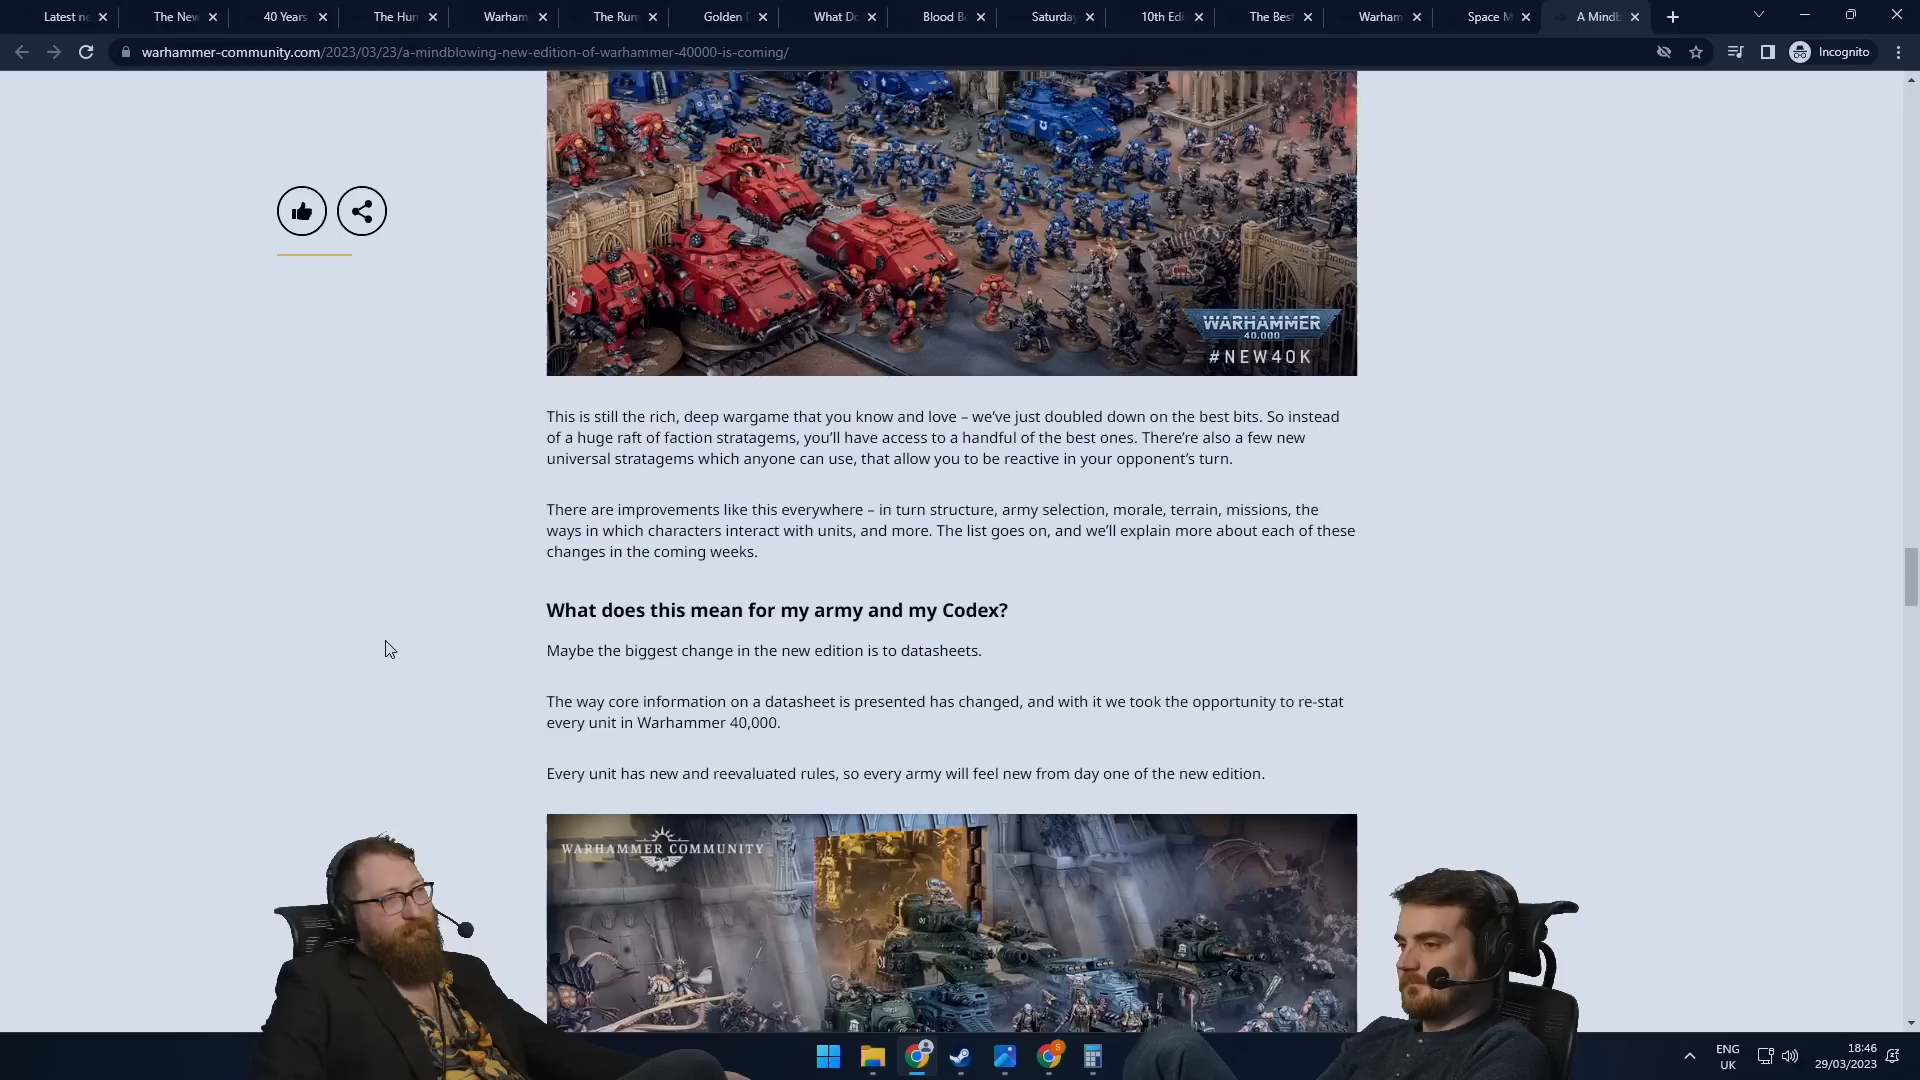 Latest n
The New
40 Years
The Hun
Warham
The Run
Golden
What Do
Blood B
Saturday
10th Edi
The Best
Warham
Space M
A Mindb
warhammer-community.com/2023/03/23/a-mindblowing-new-edition-of-warhammer-40000-is-coming/
Incognito
WARHAMMER
40,000
#NEW40K
This is still the rich, deep wargame that you know and love – we’ve just doubled down on the best bits. So instead
of a huge raft of faction stratagems, you’ll have access to a handful of the best ones. There’re also a few new
universal stratagems which anyone can use, that allow you to be reactive in your opponent’s turn.
There are improvements like this everywhere – in turn structure, army selection, morale, terrain, missions, the
ways in which characters interact with units, and more. The list goes on, and we’ll explain more about each of these
changes in the coming weeks.
What does this mean for my army and my Codex?
Maybe the biggest change in the new edition is to datasheets.
The way core information on a datasheet is presented has changed, and with it we took the opportunity to re-stat
every unit in Warhammer 40,000.
Every unit has new and reevaluated rules, so every army will feel new from day one of the new edition.
WARHAMMER COMMUNITY
ENG
UK
18:46
29/03/2023